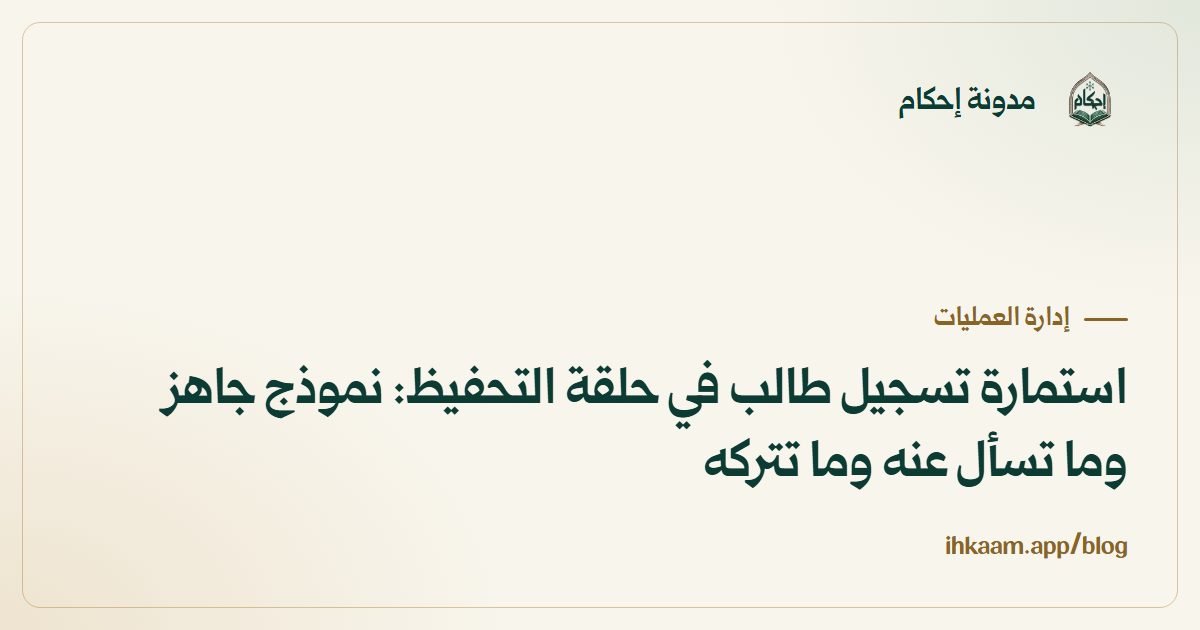 إحكام
مدونة إحكام
إدارة العمليات
استمارة تسجيل طالب في حلقة التحفيظ: نموذج جاهز
وما تسأل عنه وما تتركه
ihkaam.app/blog